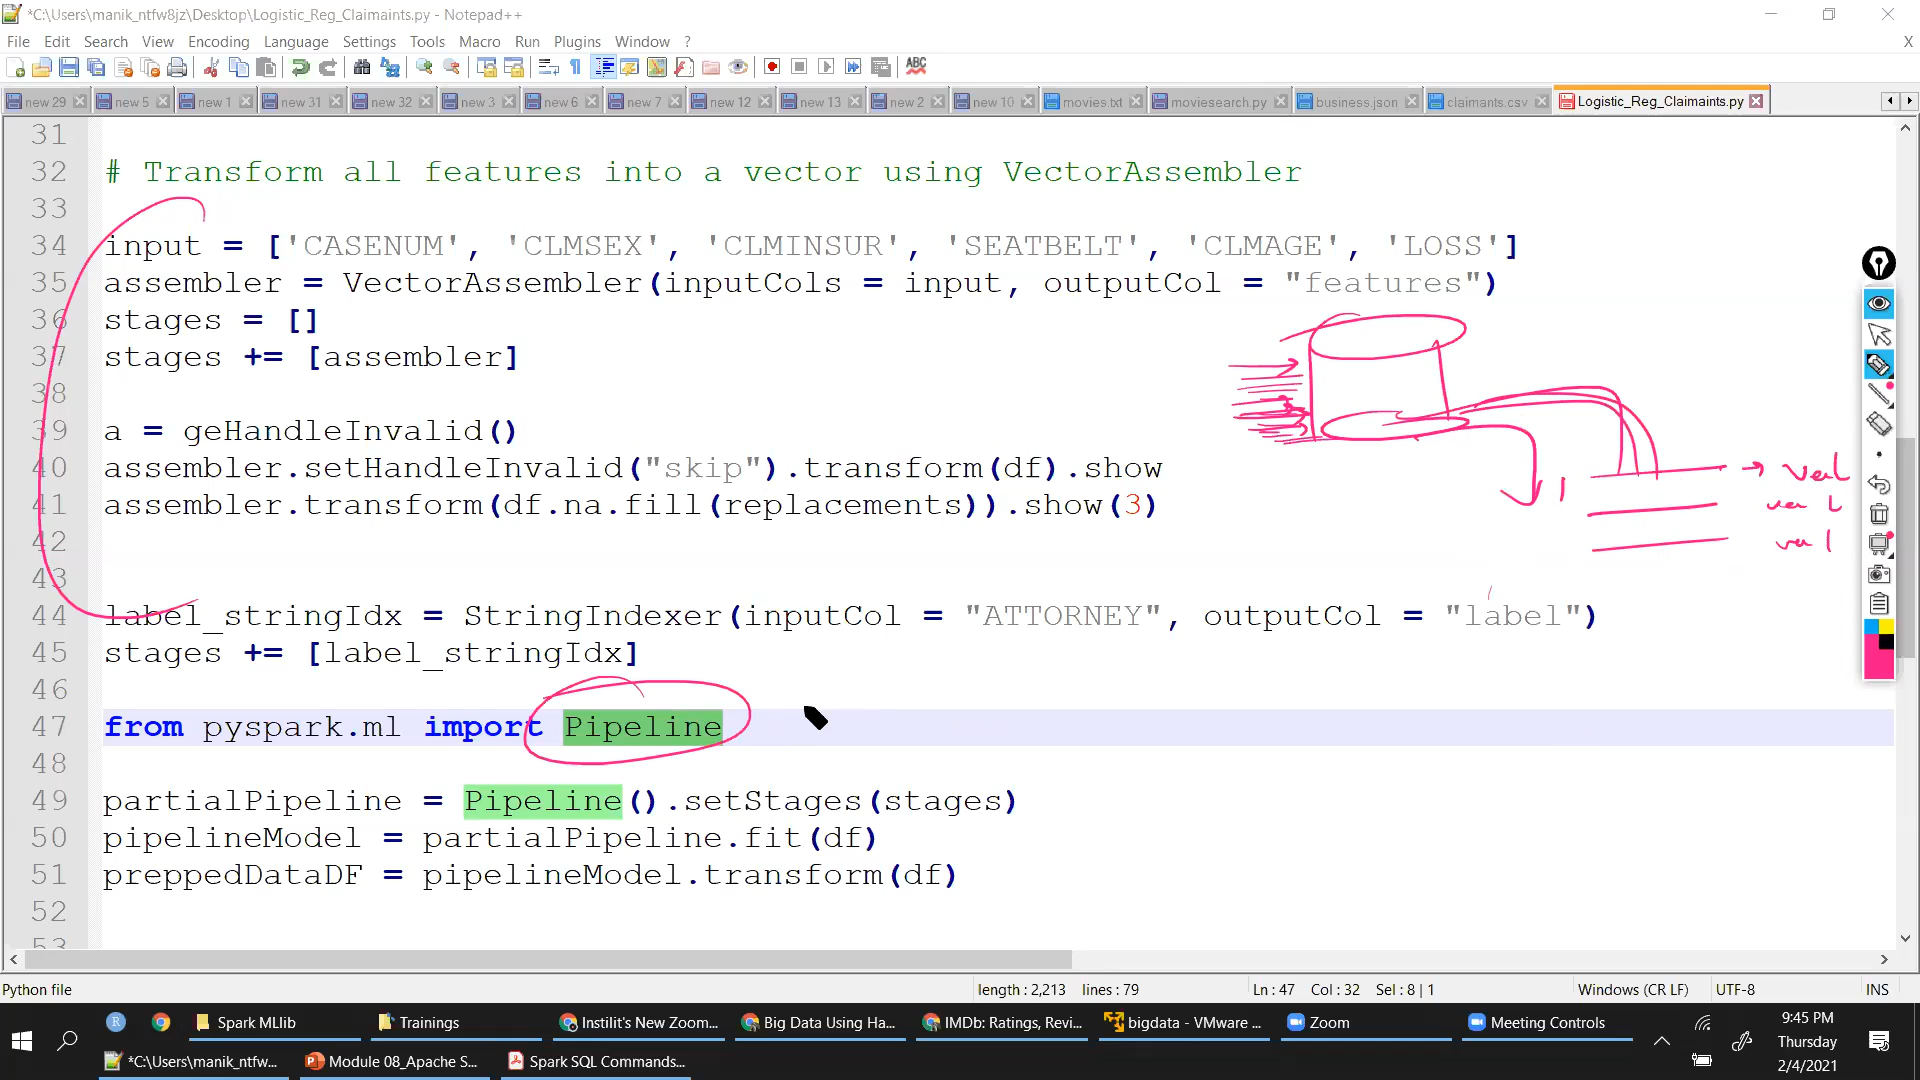 *C:\Users\manik_ntfw8jz\Desktop\Logistic_Reg_Claimaints.py - Notepad++
File Edit Search View Encoding Language Settings Tools Macro Run Plugins Window ? X
ABC
new 29 new 5 new 1 new 31 new 32 new 3 new 6 new 7 new 12 new 13 new 2 new 10 movies.txt moviesearch.py business.json claimants.csv Logistic_Reg_Claimaints.py
31
32 # Transform all features into a vector using VectorAssembler
33
34 input = ['CASENUM', 'CLMSEX', 'CLMINSUR', 'SEATBELT', 'CLMAGE', 'LOSS']
35 assembler = VectorAssembler(inputCols = input, outputCol = "features")
36 stages = []
37 stages += [assembler]
38
39 a = geHandleInvalid()
40 assembler.setHandleInvalid("skip").transform(df).show
41 assembler.transform(df.na.fill(replacements)).show(3)
42
43
44 label_stringIdx = StringIndexer(inputCol = "ATTORNEY", outputCol = "label")
45 stages += [label_stringIdx]
46
47 from pyspark.ml import Pipeline
48
49 partialPipeline = Pipeline().setStages(stages)
50 pipelineModel = partialPipeline.fit(df)
51 preppedDataDF = pipelineModel.transform(df)
52
53
Python file length : 2,213 lines : 79 Ln : 47 Col : 32 Sel : 8 | 1 Windows (CR LF) UTF-8 INS
R Spark MLlib Trainings Instilit's New Zoom... Big Data Using Ha... IMDb: Ratings, Revi... bigdata - VMware ... Zoom Meeting Controls
*C:\Users\manik_ntfw... Module 08_Apache S... Spark SQL Commands...
9:45 PM
Thursday
2/4/2021